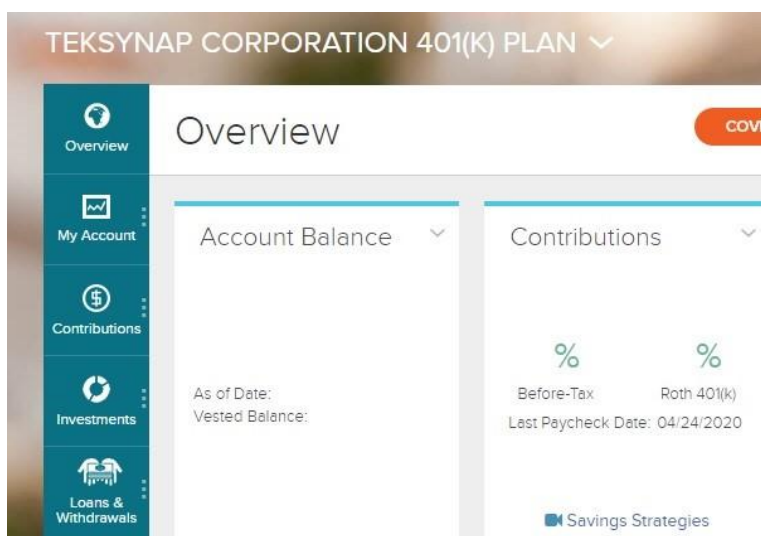 TEKSYNAP CORPORATION 401(K) PLAN
Overview
Overview
My Account
Contributions
Investments
Loans &
Withdrawals
Account Balance
As of Date:
Vested Balance:
Contributions
% %
Before-Tax Roth 401(k)
Last Paycheck Date: 04/24/2020
Savings Strategies